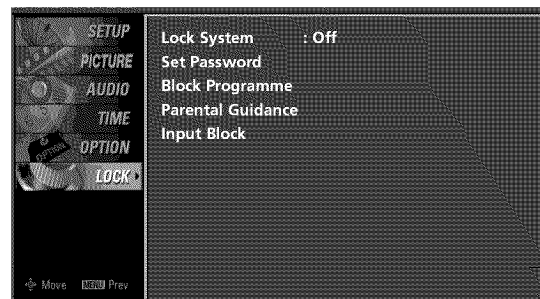 SETUP
PICTURE
AUDIO
TIME
OPTION
OPTION
LOCK
Lock System : Off
Set Password
Block Programme
Parental Guidance
Input Block
Move MENU Prev